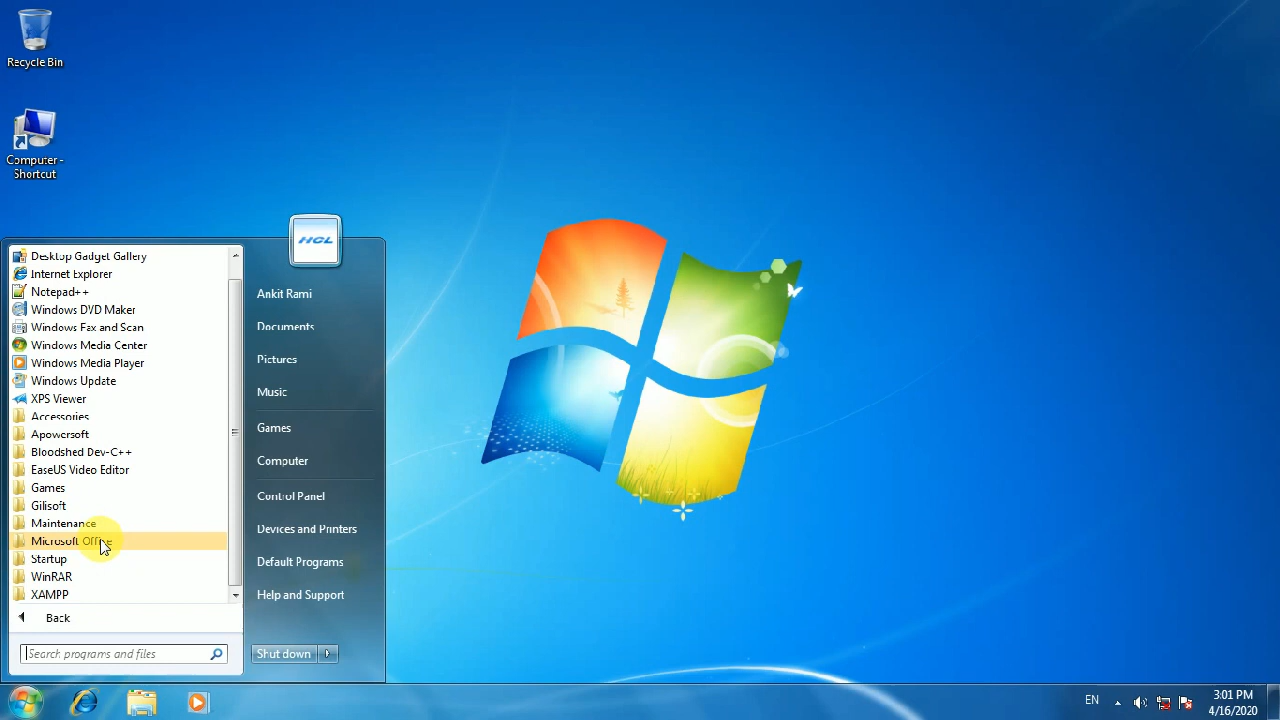 Recycle Bin
Computer -
Shortcut
HCL
Desktop Gadget Gallery
Internet Explorer
Notepad++
Windows DVD Maker
Windows Fax and Scan
Windows Media Center
Windows Media Player
Windows Update
XPS Viewer
Accessories
Apowersoft
Bloodshed Dev-C++
EaseUS Video Editor
Games
Gilisoft
Maintenance
Microsoft Office
Startup
WinRAR
XAMPP
Back
Search programs and files
Ankit Rami
Documents
Pictures
Music
Games
Computer
Control Panel
Devices and Printers
Default Programs
Help and Support
Shut down
EN
3:01 PM
4/16/2020